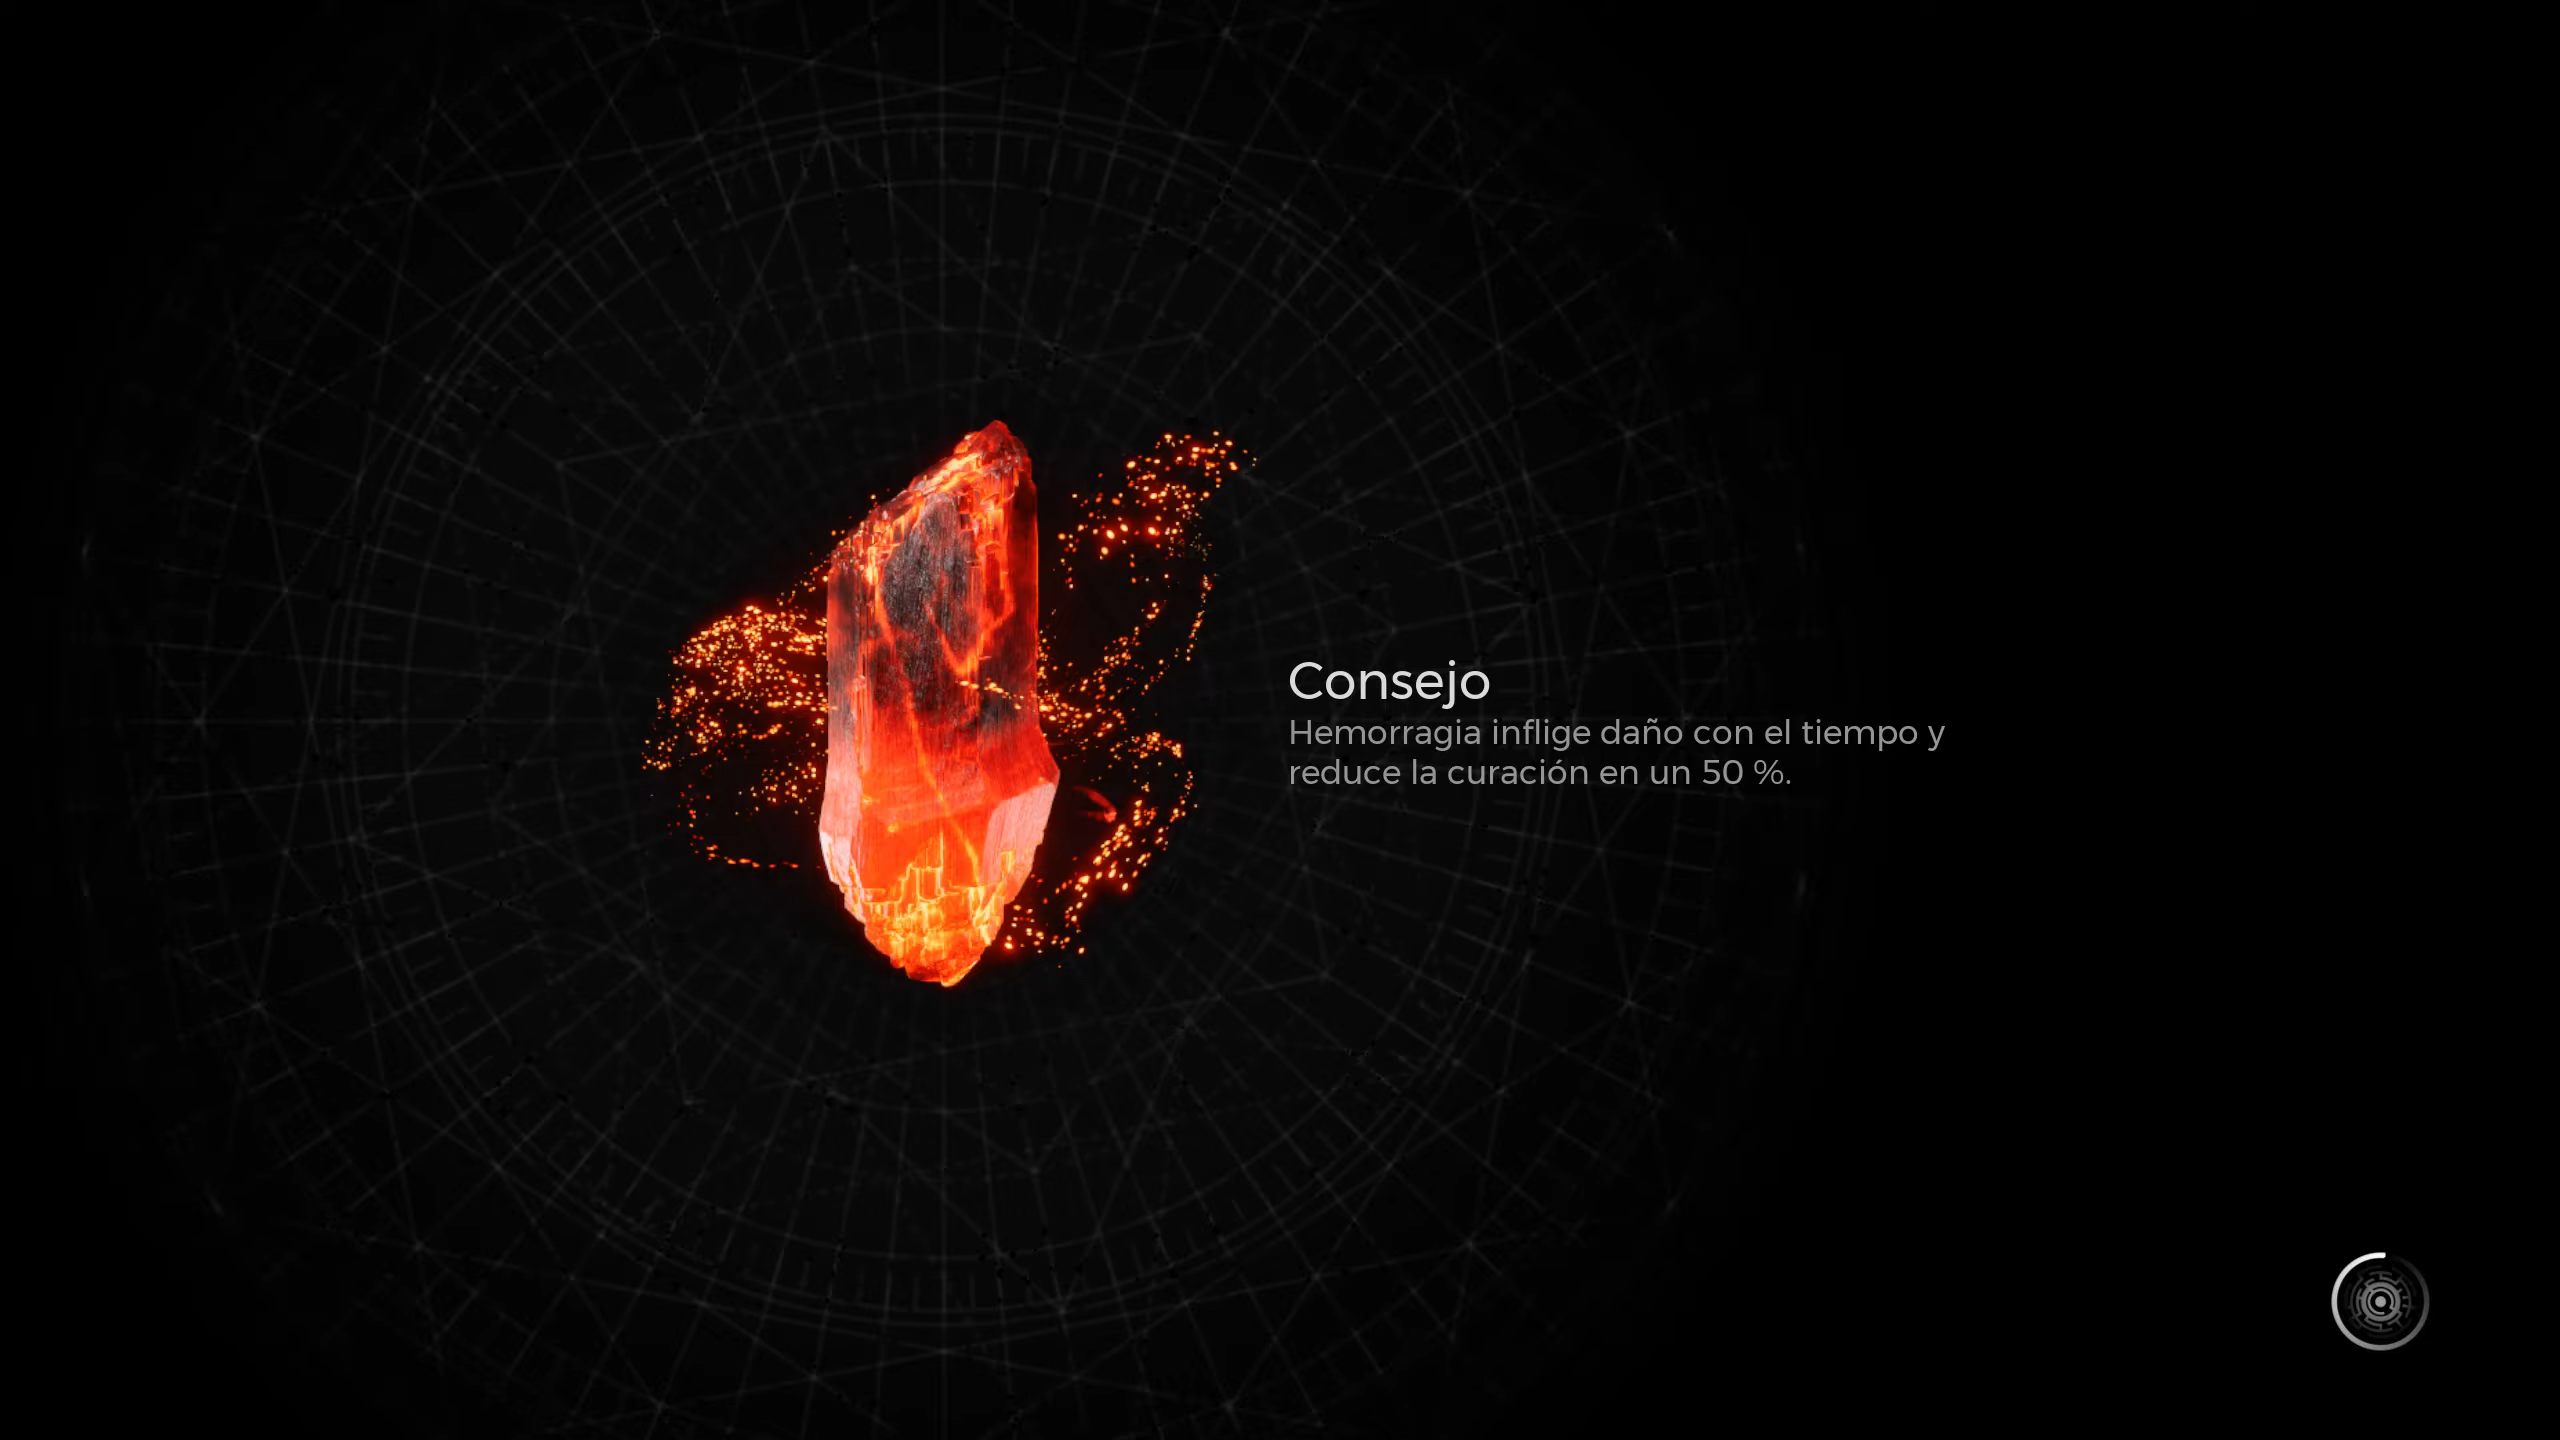 Consejo
Hemorragia inflige daño con el tiempo y
reduce la curación en un 50 %.